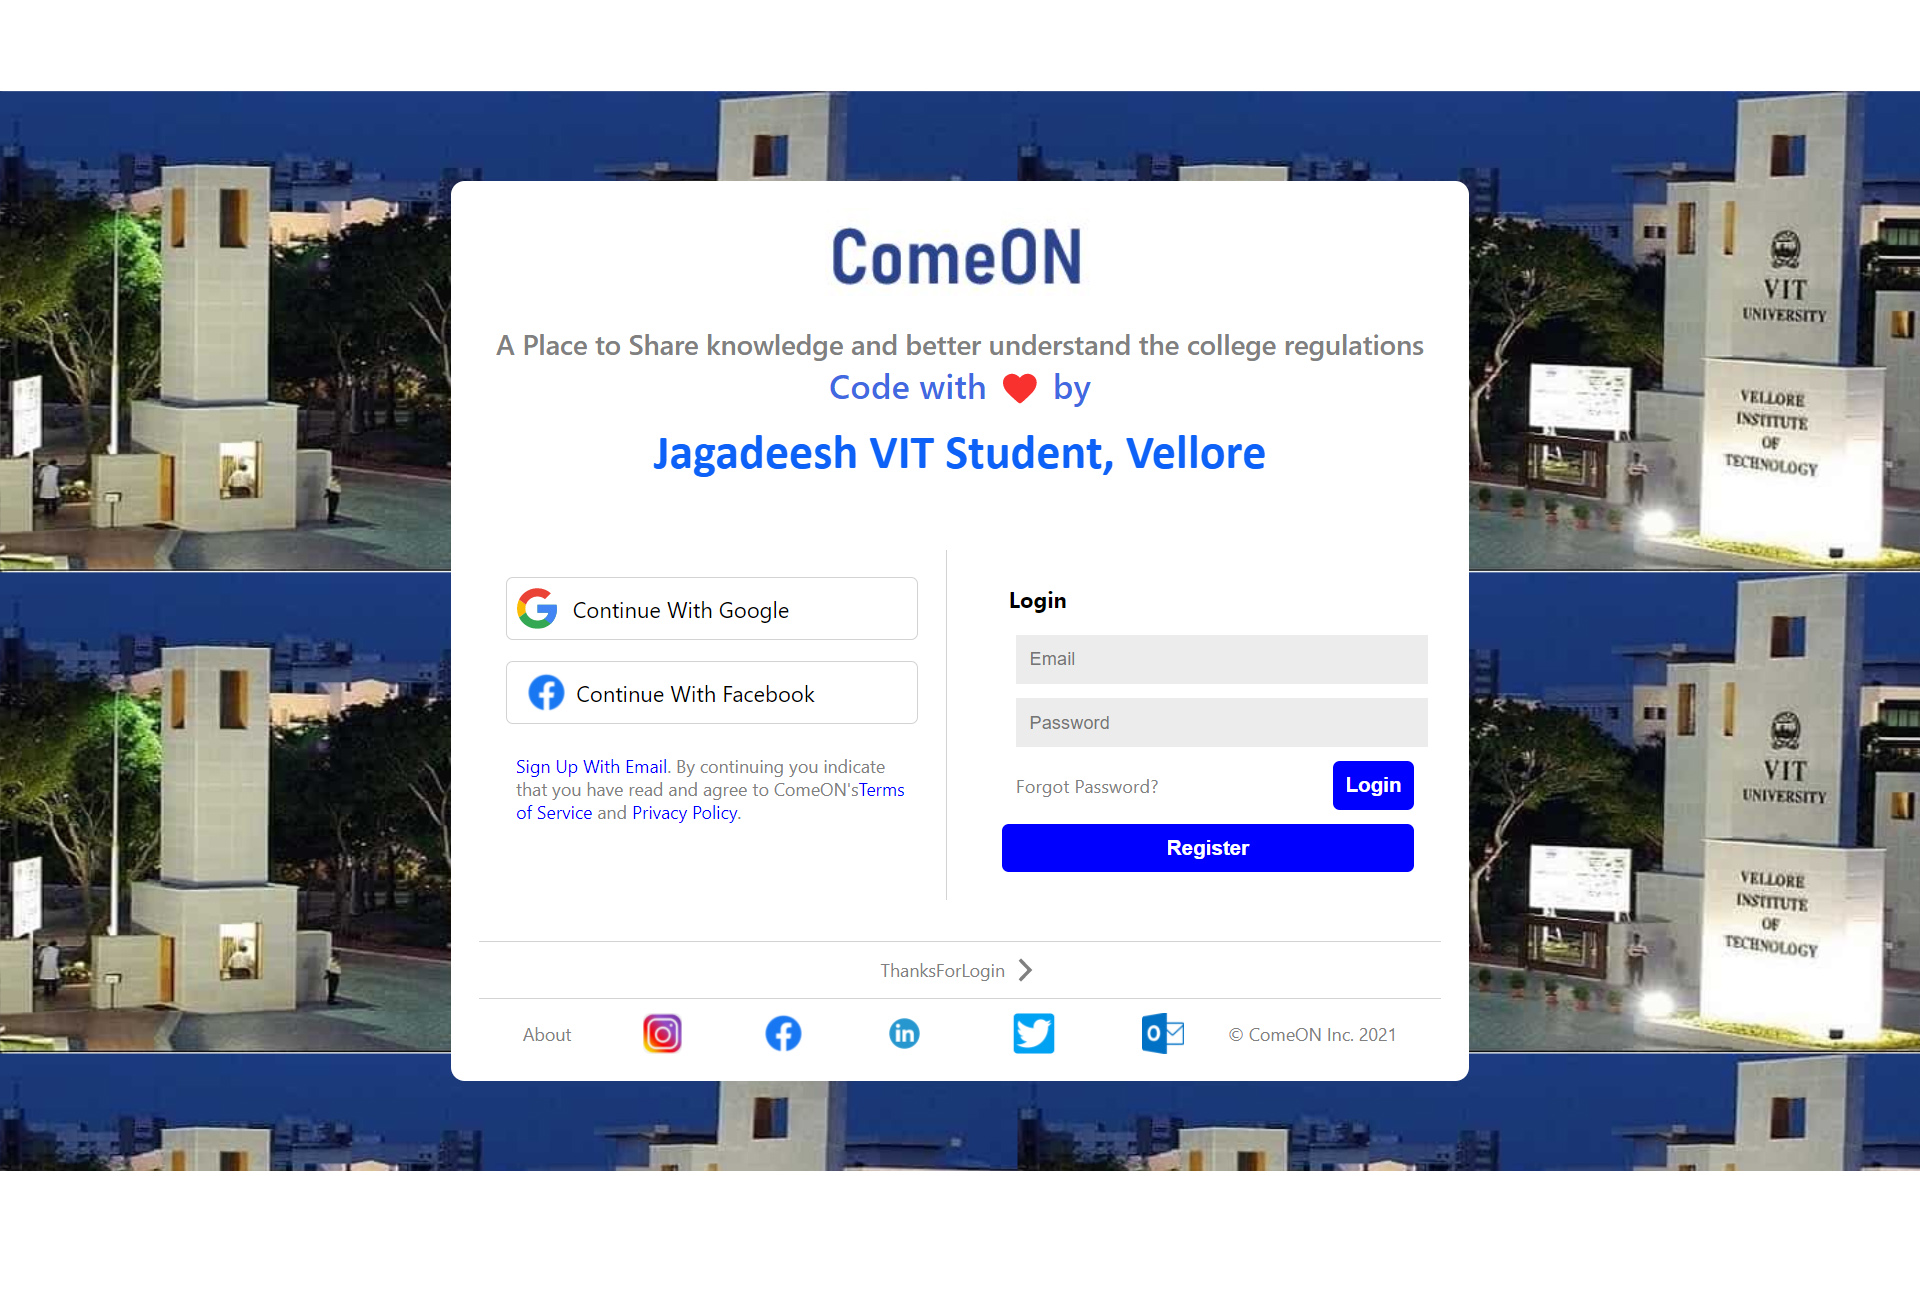 ComeON
A Place to Share knowledge and better understand the college regulations
Code with ❤ by
Jagadeesh VIT Student, Vellore
Continue With Google
Continue With Facebook
Sign Up With Email. By continuing you indicate
that you have read and agree to ComeON'sTerms
of Service and Privacy Policy.
Login
Email
Password
Forgot Password?
Login
Register
ThanksForLogin
About
© ComeON Inc. 2021
VIT
UNIVERSITY
VELLORE
INSTITUTE
OF
TECHNOLOGY
VIT
UNIVERSITY
VELLORE
INSTITUTE
OF
TECHNOLOGY